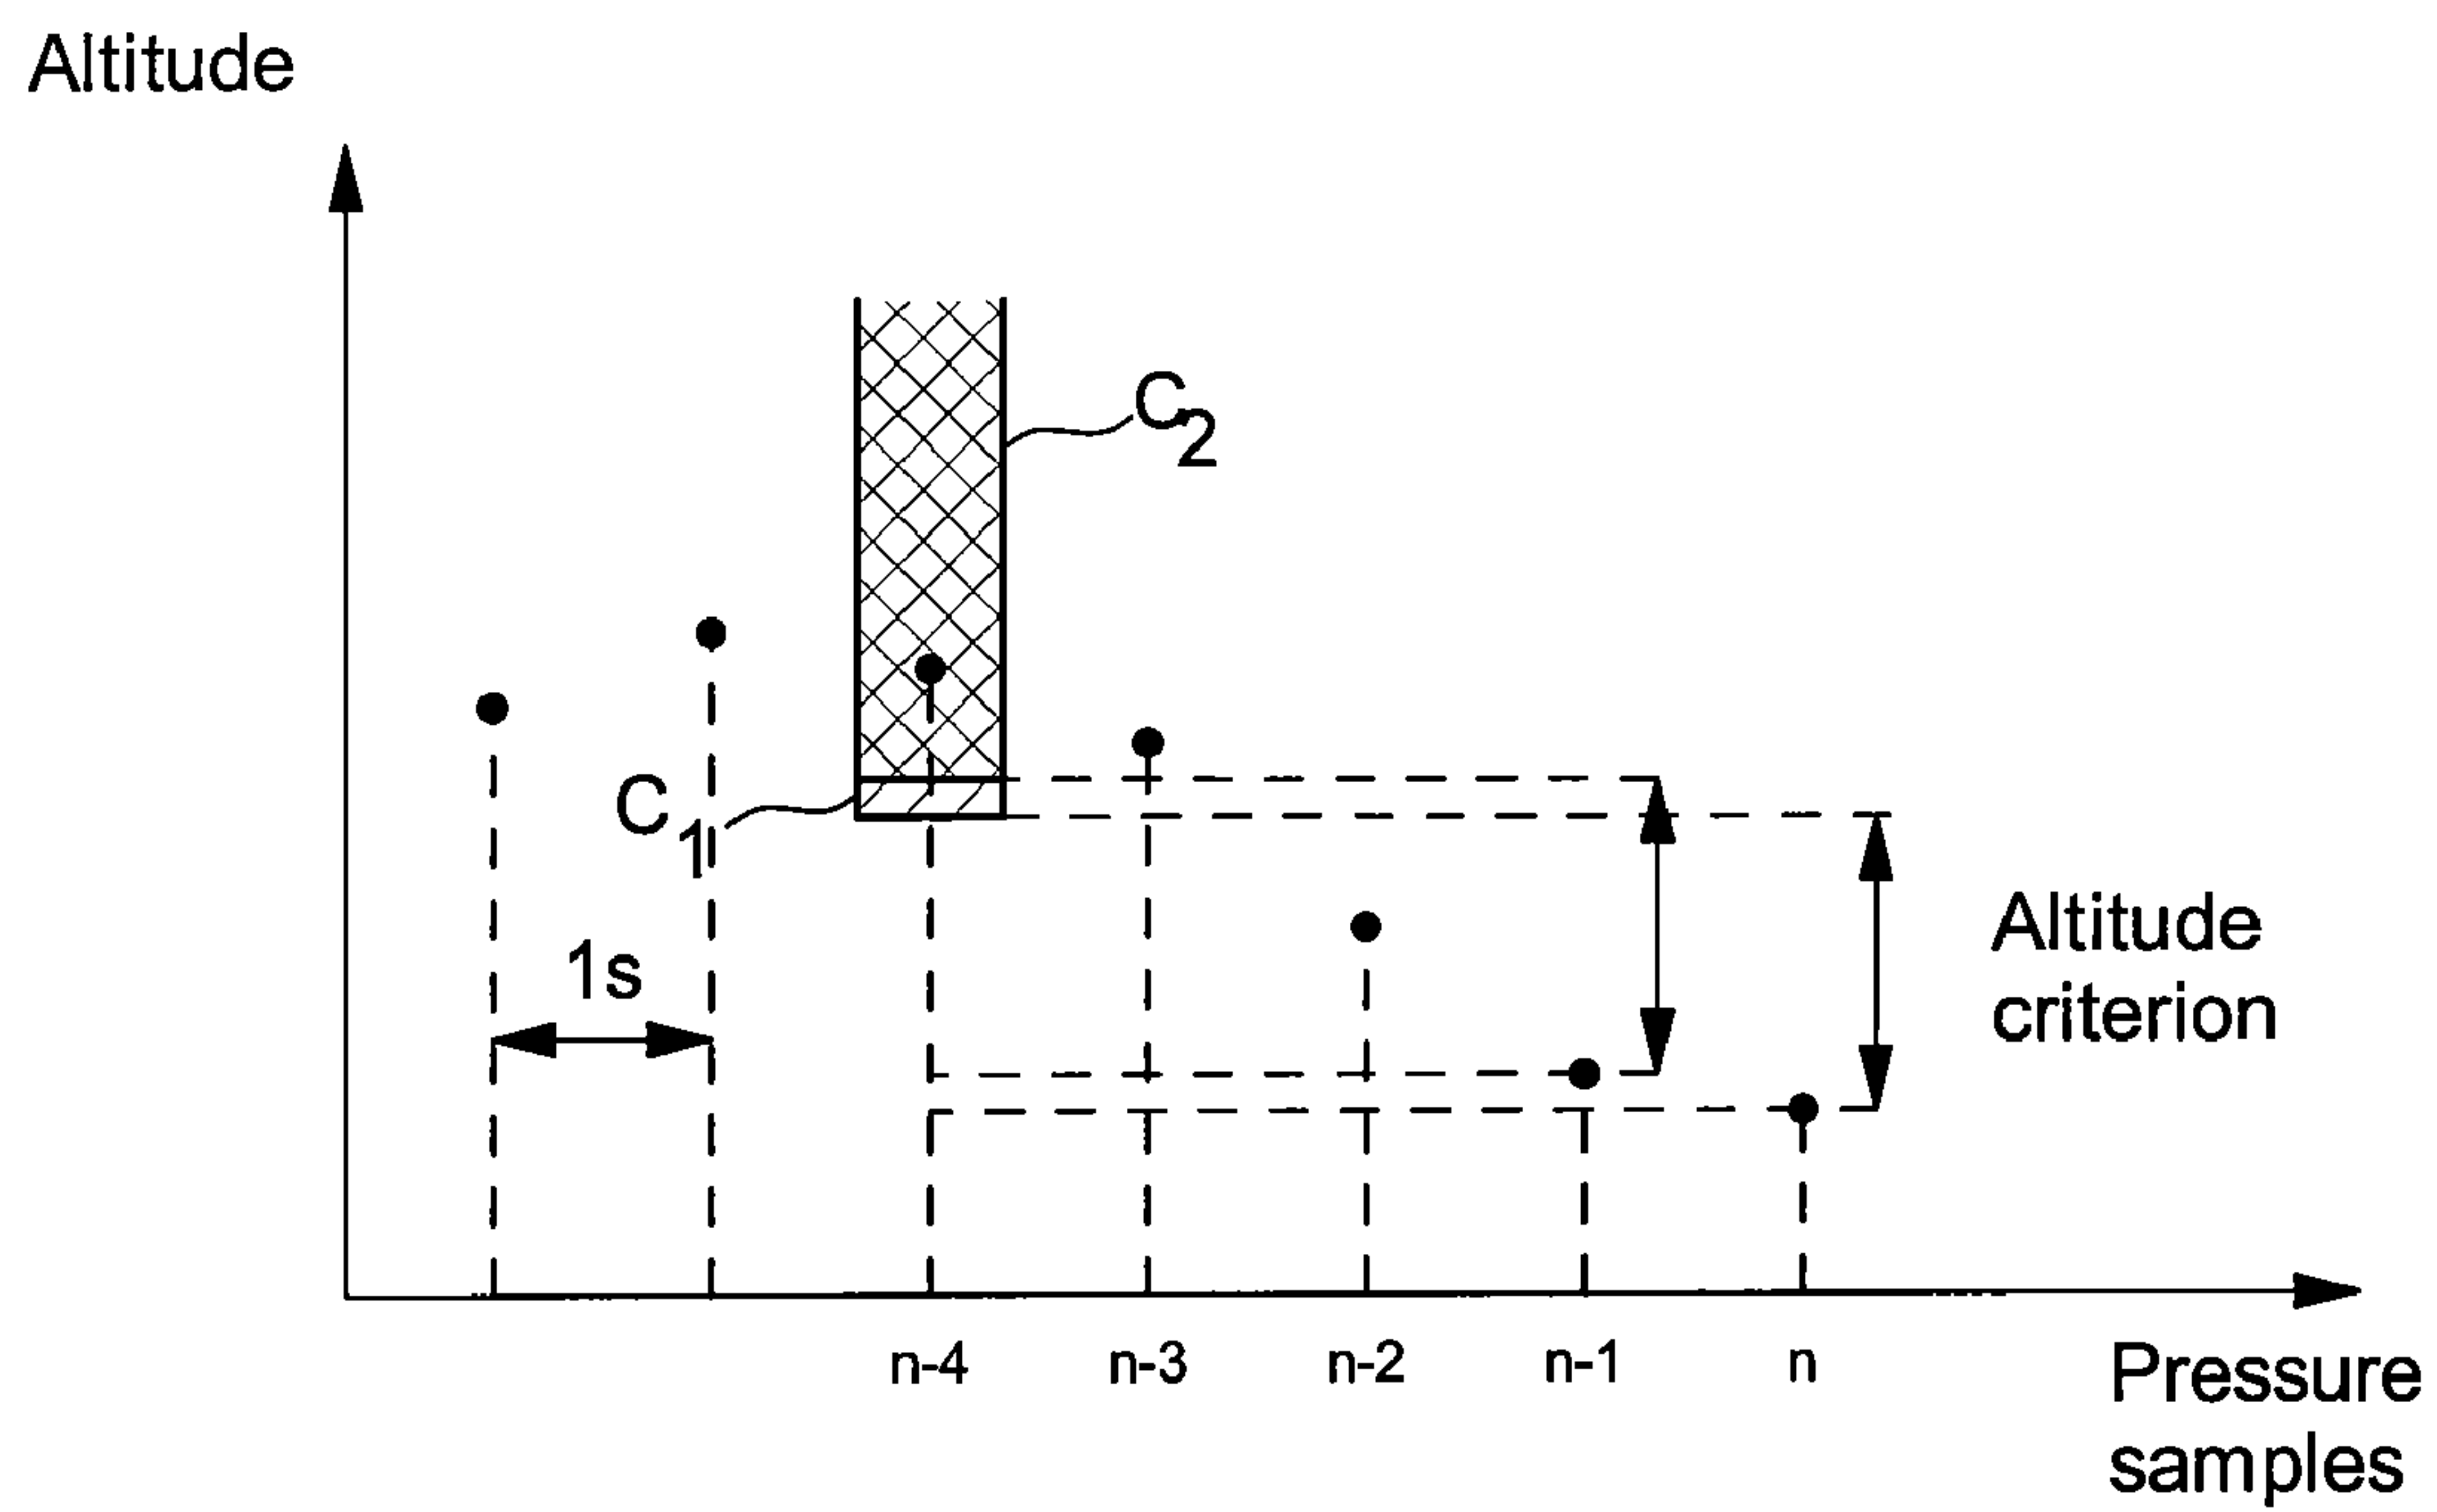 Altitude
C2
C1
1s
Altitude
criterion
n-4 n-3 n-2 n-1 n
Pressure
samples